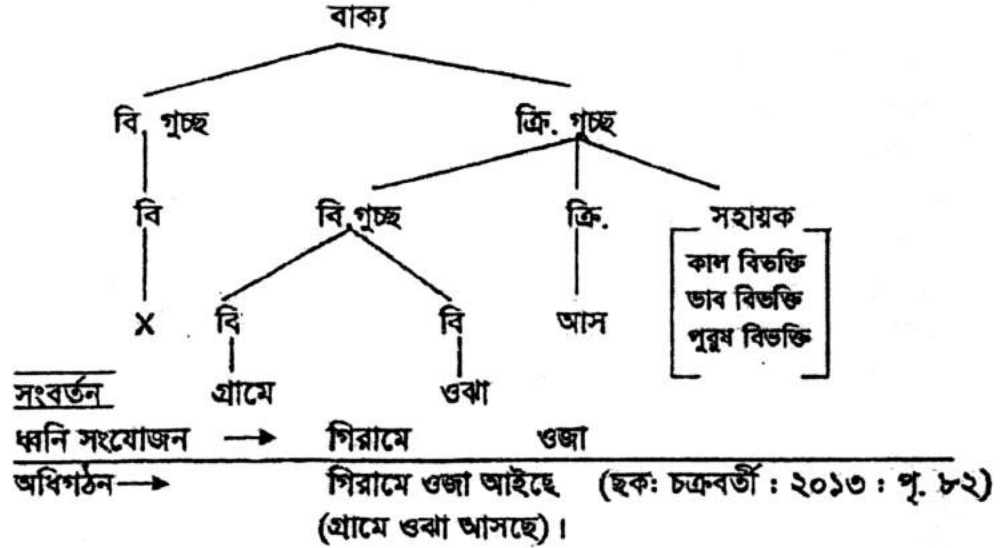 বাক্য
বি. গুচ্ছ ক্রি. গুচ্ছ
বি বি.গুচ্ছ ক্রি. সহায়ক
কাল বিভক্তি
ভাব বিভক্তি
পুরুষ বিভক্তি
X বি বি আস
সংবর্তন গ্রামে ওঝা
ধ্বনি সংযোজন → গিরামে ওজা
অধিগঠন→ গিরামে ওজা আইছে (ছক: চক্রবর্তী : ২০১৩ : পৃ. ৮২)
(গ্রামে ওঝা আসছে) ।